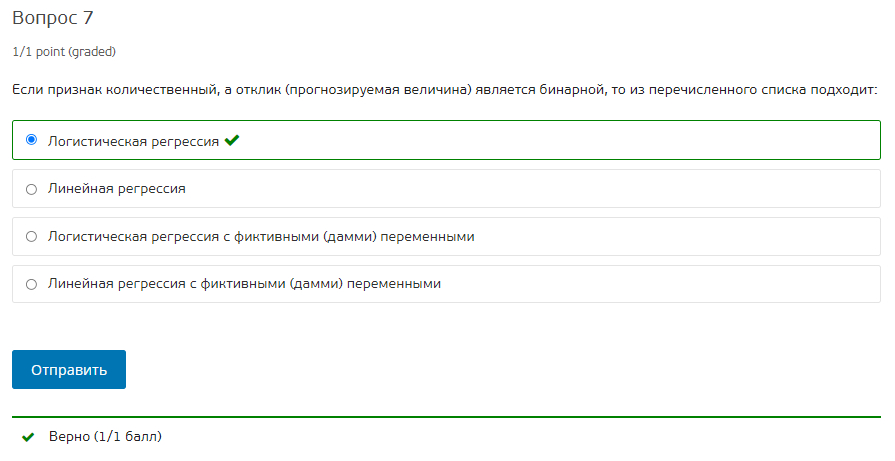 Вопрос 7
1/1 point (graded)
Если признак количественный, а отклик (прогнозируемая величина) является бинарной, то из перечисленного списка подходит:
Логистическая регрессия
Линейная регрессия
Логистическая регрессия с фиктивными (дамми) переменными
Линейная регрессия с фиктивными (дамми) переменными
Отправить
Верно (1/1 балл)